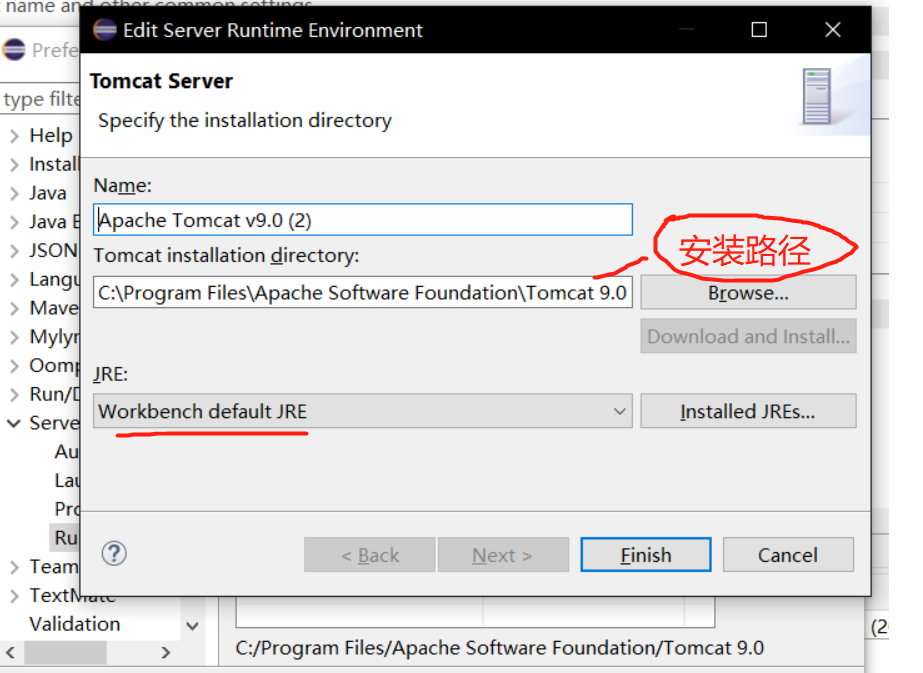 name and other common settings
Edit Server Runtime Environment
Prefe
Tomcat Server
type filte
Specify the installation directory
Help
Install
Name:
Java
Java E
Apache Tomcat v9.0 (2)
安装路径
JSON
Tomcat installation directory:
Langu
C:\Program Files\Apache Software Foundation\Tomcat 9.0
Browse...
Mave
Mylyn
Download and Install...
Oomp
JRE:
Run/D
Workbench default JRE
Installed JREs...
Serve
Au
Lau
Pro
Ru
?
< Back
Next >
Finish
Cancel
Team
TextMate
Validation
(2
C:/Program Files/Apache Software Foundation/Tomcat 9.0